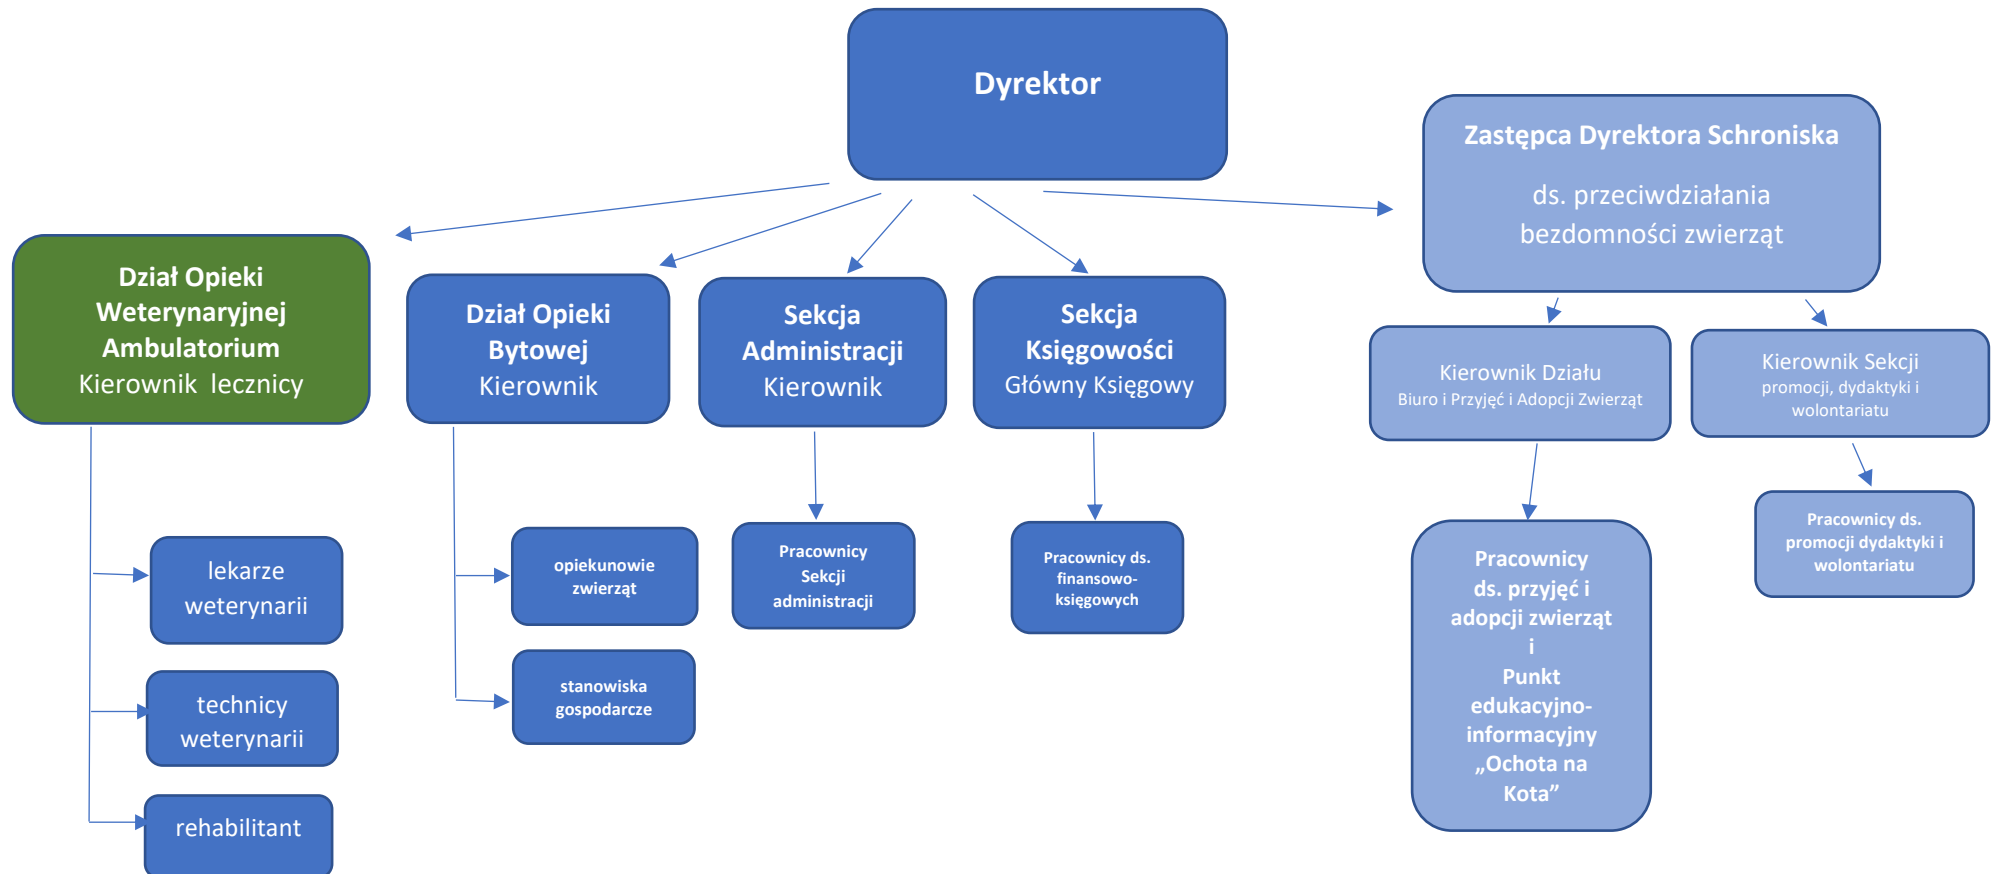 Dyrektor
Zastępca Dyrektora Schroniska
ds. przeciwdziałania
bezdomności zwierząt
Dział Opieki
Weterynaryjnej
Ambulatorium
Kierownik lecznicy
Dział Opieki
Bytowej
Kierownik
Sekcja
Administracji
Kierownik
Sekcja
Księgowości
Główny Księgowy
Kierownik Działu
Biuro i Przyjęć i Adopcji Zwierząt
Kierownik Sekcji
promocji, dydaktyki i
wolontariatu
lekarze
weterynarii
technicy
weterynarii
rehabilitant
opiekunowie
zwierząt
stanowiska
gospodarcze
Pracownicy
Sekcji
administracji
Pracownicy ds.
finansowo-
księgowych
Pracownicy
ds. przyjęć i
adopcji zwierząt
i
Punkt
edukacyjno-
informacyjny
„Ochota na
Kota”
Pracownicy ds.
promocji dydaktyki i
wolontariatu